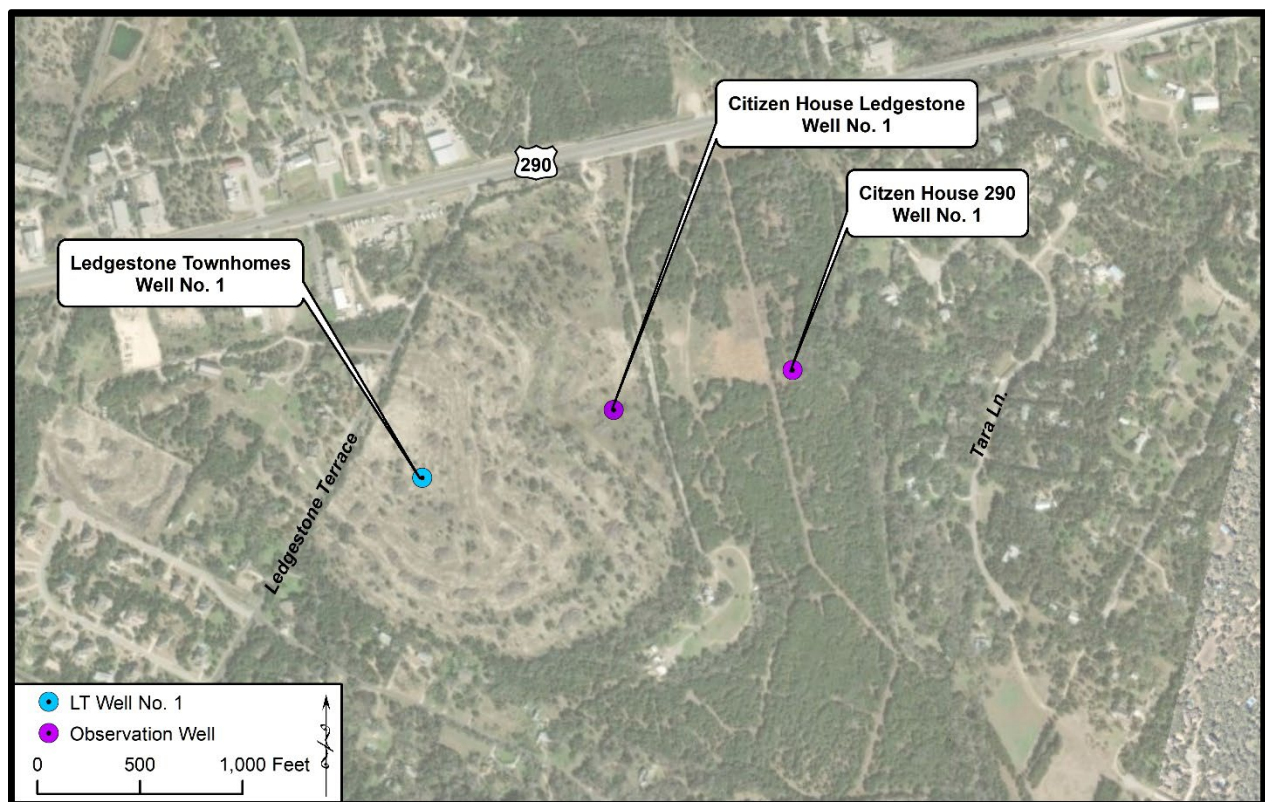 Citizen House Ledgestone
Well No. 1
290
Citzen House 290
Well No. 1
Ledgestone Townhomes
Well No. 1
Ledgestone Terrace
Tara Ln.
LT Well No. 1
Observation Well
0 500 1,000 Feet